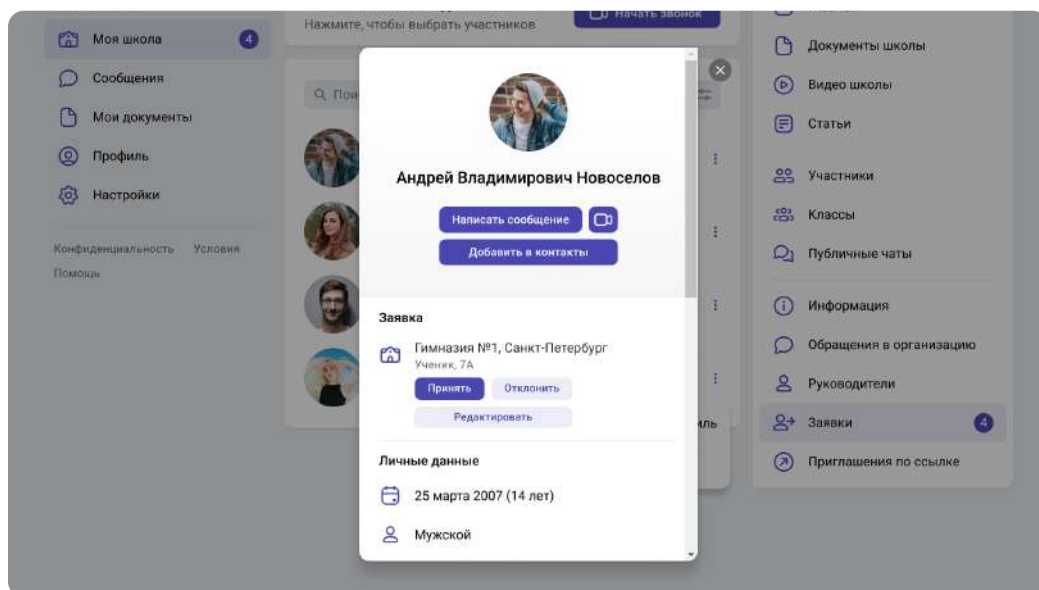 Моя школа
4
Сообщения
Мои документы
Профиль
Настройки
Конфиденциальность Условия
Помощь
Нажмите, чтобы выбрать участников
Начать звонок
Андрей Владимирович Новоселов
Написать сообщение
Добавить в контакты
Заявка
Гимназия №1, Санкт-Петербург
Ученик, 7А
Принять Отклонить
Редактировать
Личные данные
25 марта 2007 (14 лет)
Мужской
Документы школы
Видео школы
Статьи
Участники
Классы
Публичные чаты
Информация
Обращения в организацию
Руководители
Заявки
4
Приглашения по ссылке